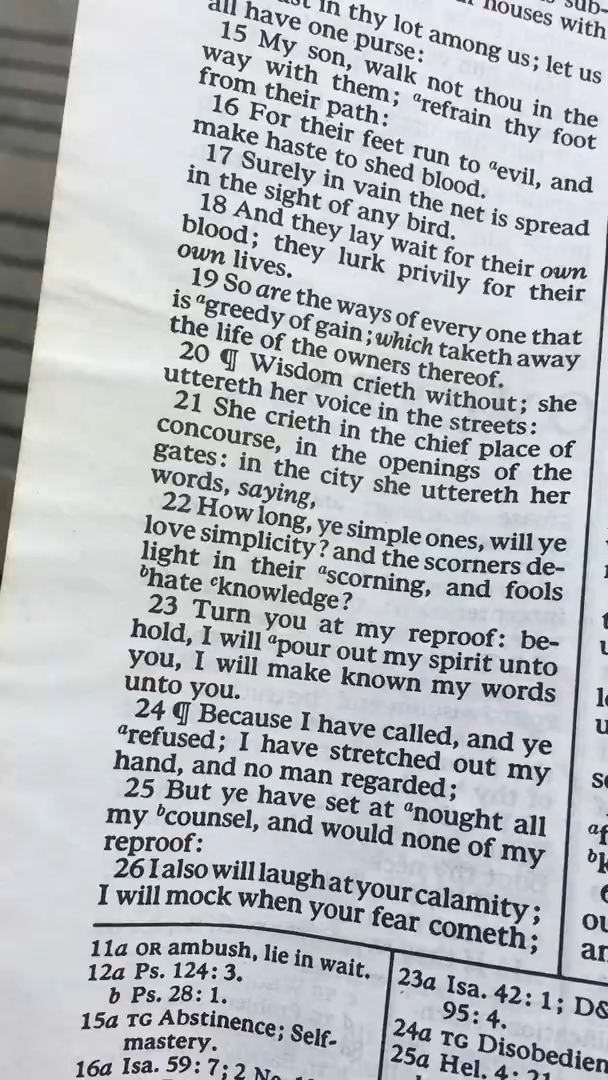 in thy lot among us; let us
all have one purse:
15 My son, walk not thou in the
way with them; ᵃrefrain thy foot
from their path:
16 For their feet run to ᵃevil, and
make haste to shed blood.
17 Surely in vain the net is spread
in the sight of any bird.
18 And they lay wait for their own
blood; they lurk privily for their
own lives.
19 So are the ways of every one that
is ᵃgreedy of gain; which taketh away
the life of the owners thereof.
20 ¶ Wisdom crieth without; she
uttereth her voice in the streets:
21 She crieth in the chief place of
concourse, in the openings of the
gates: in the city she uttereth her
words, saying,
22 How long, ye simple ones, will ye
love simplicity? and the scorners de-
light in their ᵃscorning, and fools
ᵇhate ᶜknowledge?
23 Turn you at my reproof: be-
hold, I will ᵃpour out my spirit unto
you, I will make known my words
unto you.
24 ¶ Because I have called, and ye
ᵃrefused; I have stretched out my
hand, and no man regarded;
25 But ye have set at ᵃnought all
my ᵇcounsel, and would none of my
reproof:
26 I also will laugh at your calamity;
I will mock when your fear cometh;
houses with
11a OR ambush, lie in wait.
12a Ps. 124:3.
b Ps. 28:1.
15a TG Abstinence; Self-
mastery.
16a Isa. 59:7; 2
23a Isa. 42:1; D&
95:4.
24a TG Disobedien
25a Hel. 4:21